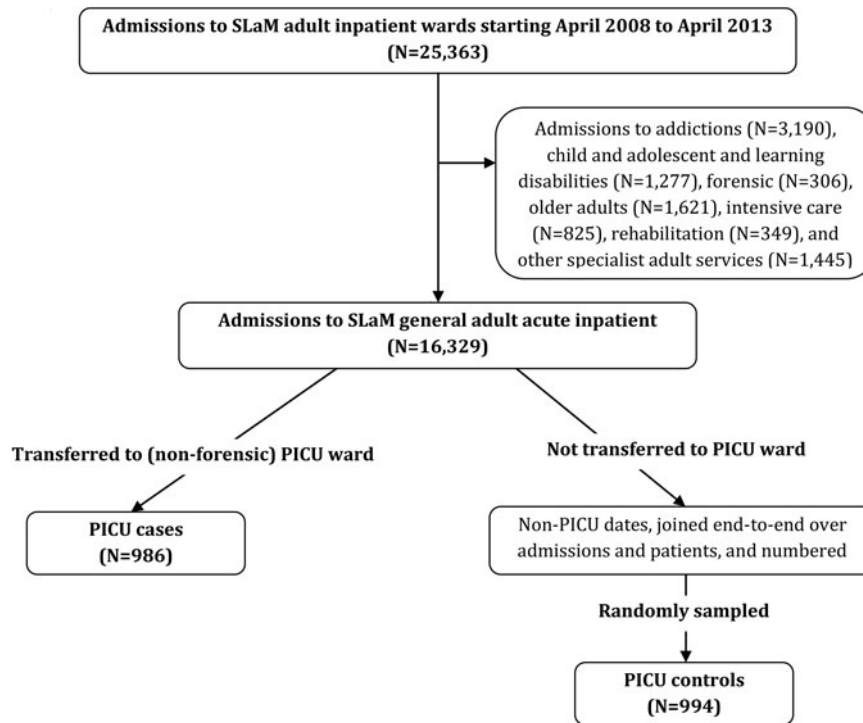 Admissions to SLaM adult inpatient wards starting April 2008 to April 2013
(N=25,363)
Admissions to addictions (N=3,190),
child and adolescent and learning
disabilities (N=1,277), forensic (N=306),
older adults (N=1,621), intensive care
(N=825), rehabilitation (N=349), and
other specialist adult services (N=1,445)
Admissions to SLaM general adult acute inpatient
(N=16,329)
Transferred to (non-forensic) PICU ward
Not transferred to PICU ward
PICU cases
(N=986)
Non-PICU dates, joined end-to-end over
admissions and patients, and numbered
Randomly sampled
PICU controls
(N=994)